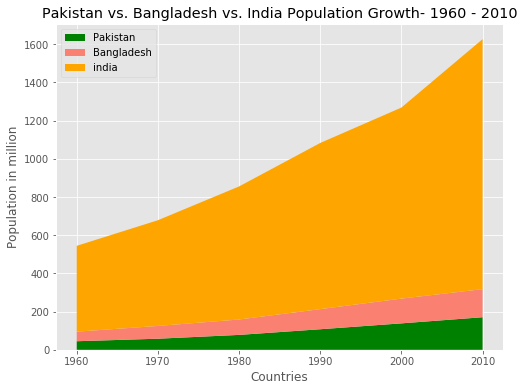 Pakistan vs. Bangladesh vs. India Population Growth- 1960 - 2010
Pakistan
Bangladesh
india
Population in million
1600
1400
1200
1000
800
600
400
200
0
1960 1970 1980 1990 2000 2010
Countries